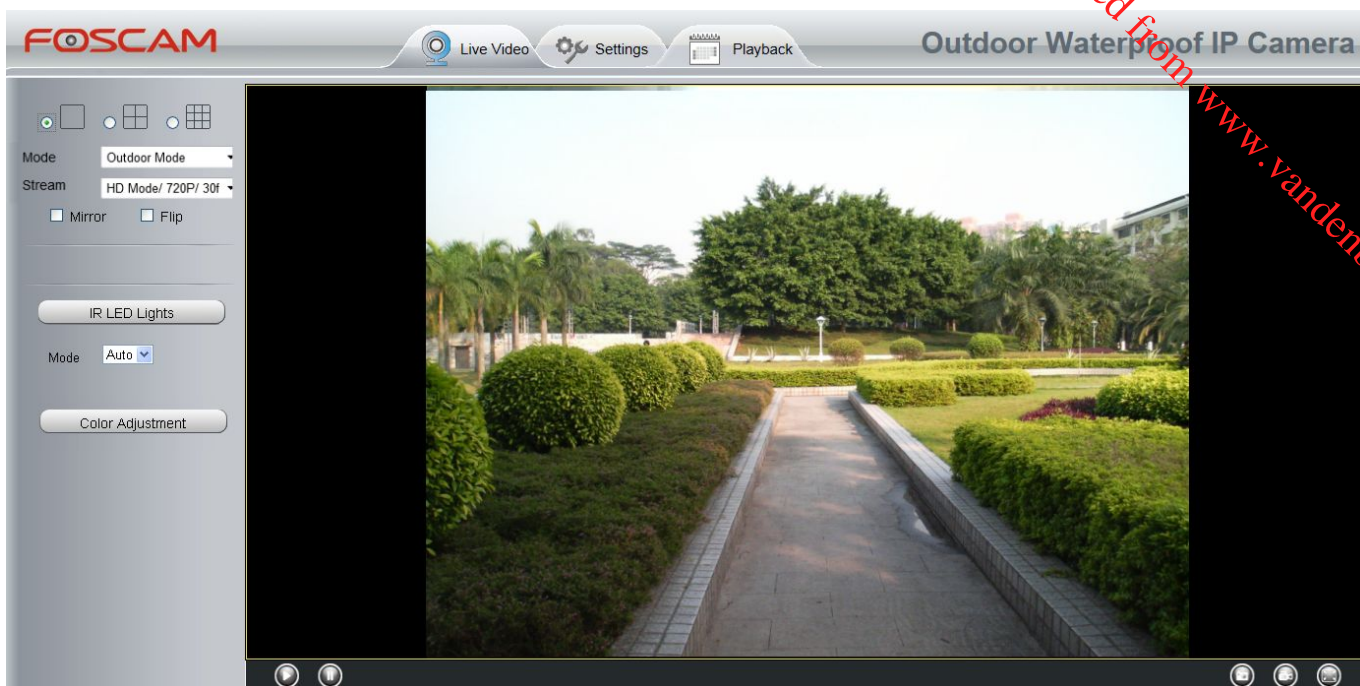 FOSCAM
Live Video
Settings
Playback
Outdoor Waterproof IP Camera
Mode Outdoor Mode
Stream HD Mode/ 720P/ 30f
Mirror Flip
IR LED Lights
Mode Auto
Color Adjustment
from www.vanden